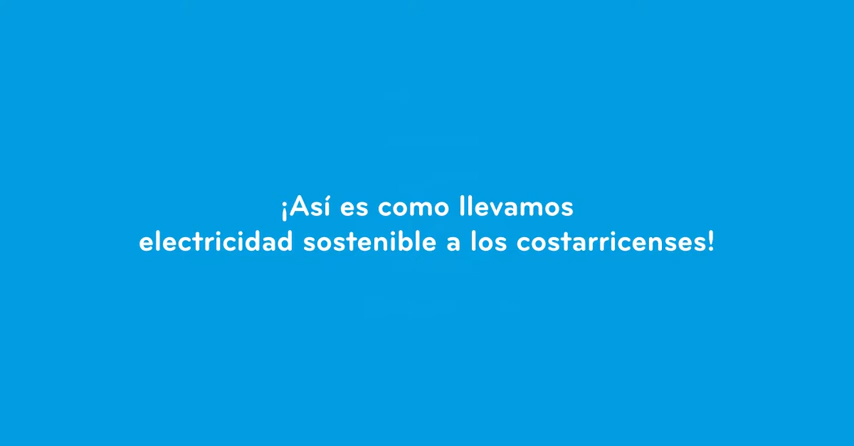 ¡Así es como llevamos
electricidad sostenible a los costarricenses!